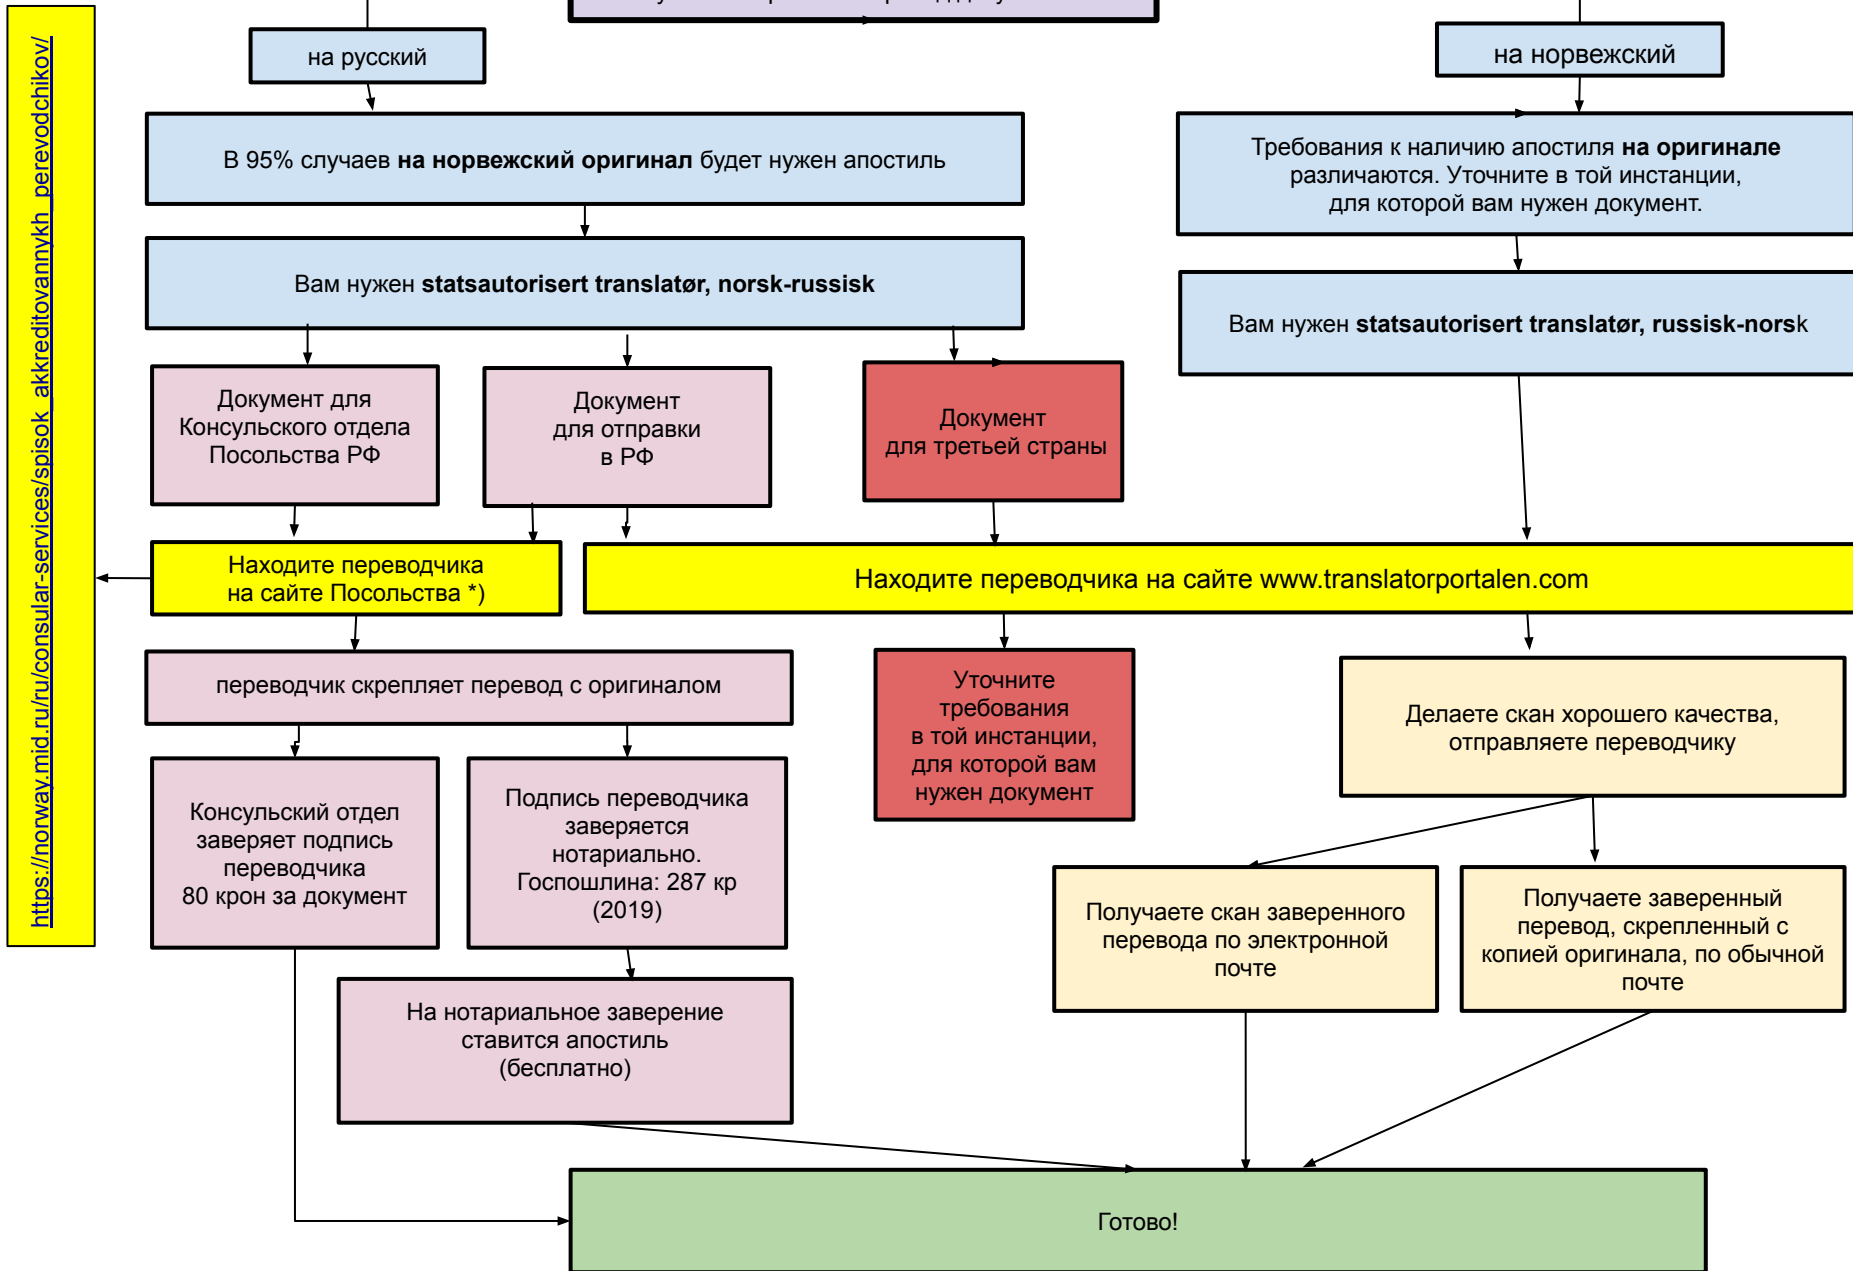 на русский
на норвежский
https://norway.mid.ru/ru/consular-services/spisok_akkreditovannykh_perevodchikov/
В 95% случаев на норвежский оригинал будет нужен апостиль
Требования к наличию апостиля на оригинале
различаются. Уточните в той инстанции,
для которой вам нужен документ.
Вам нужен statsautorisert translatør, norsk-russisk
Вам нужен statsautorisert translatør, russisk-norsk
Документ для
Консульского отдела
Посольства РФ
Документ
для отправки
в РФ
Документ
для третьей страны
Находите переводчика
на сайте Посольства *)
Находите переводчика на сайте www.translatorportalen.com
переводчик скрепляет перевод с оригиналом
Уточните
требования
в той инстанции,
для которой вам
нужен документ
Делаете скан хорошего качества,
отправляете переводчику
Консульский отдел
заверяет подпись
переводчика
80 крон за документ
Подпись переводчика
заверяется
нотариально.
Госпошлина: 287 кр
(2019)
Получаете скан заверенного
перевода по электронной
почте
Получаете заверенный
перевод, скрепленный с
копией оригинала, по обычной
почте
На нотариальное заверение
ставится апостиль
(бесплатно)
Готово!